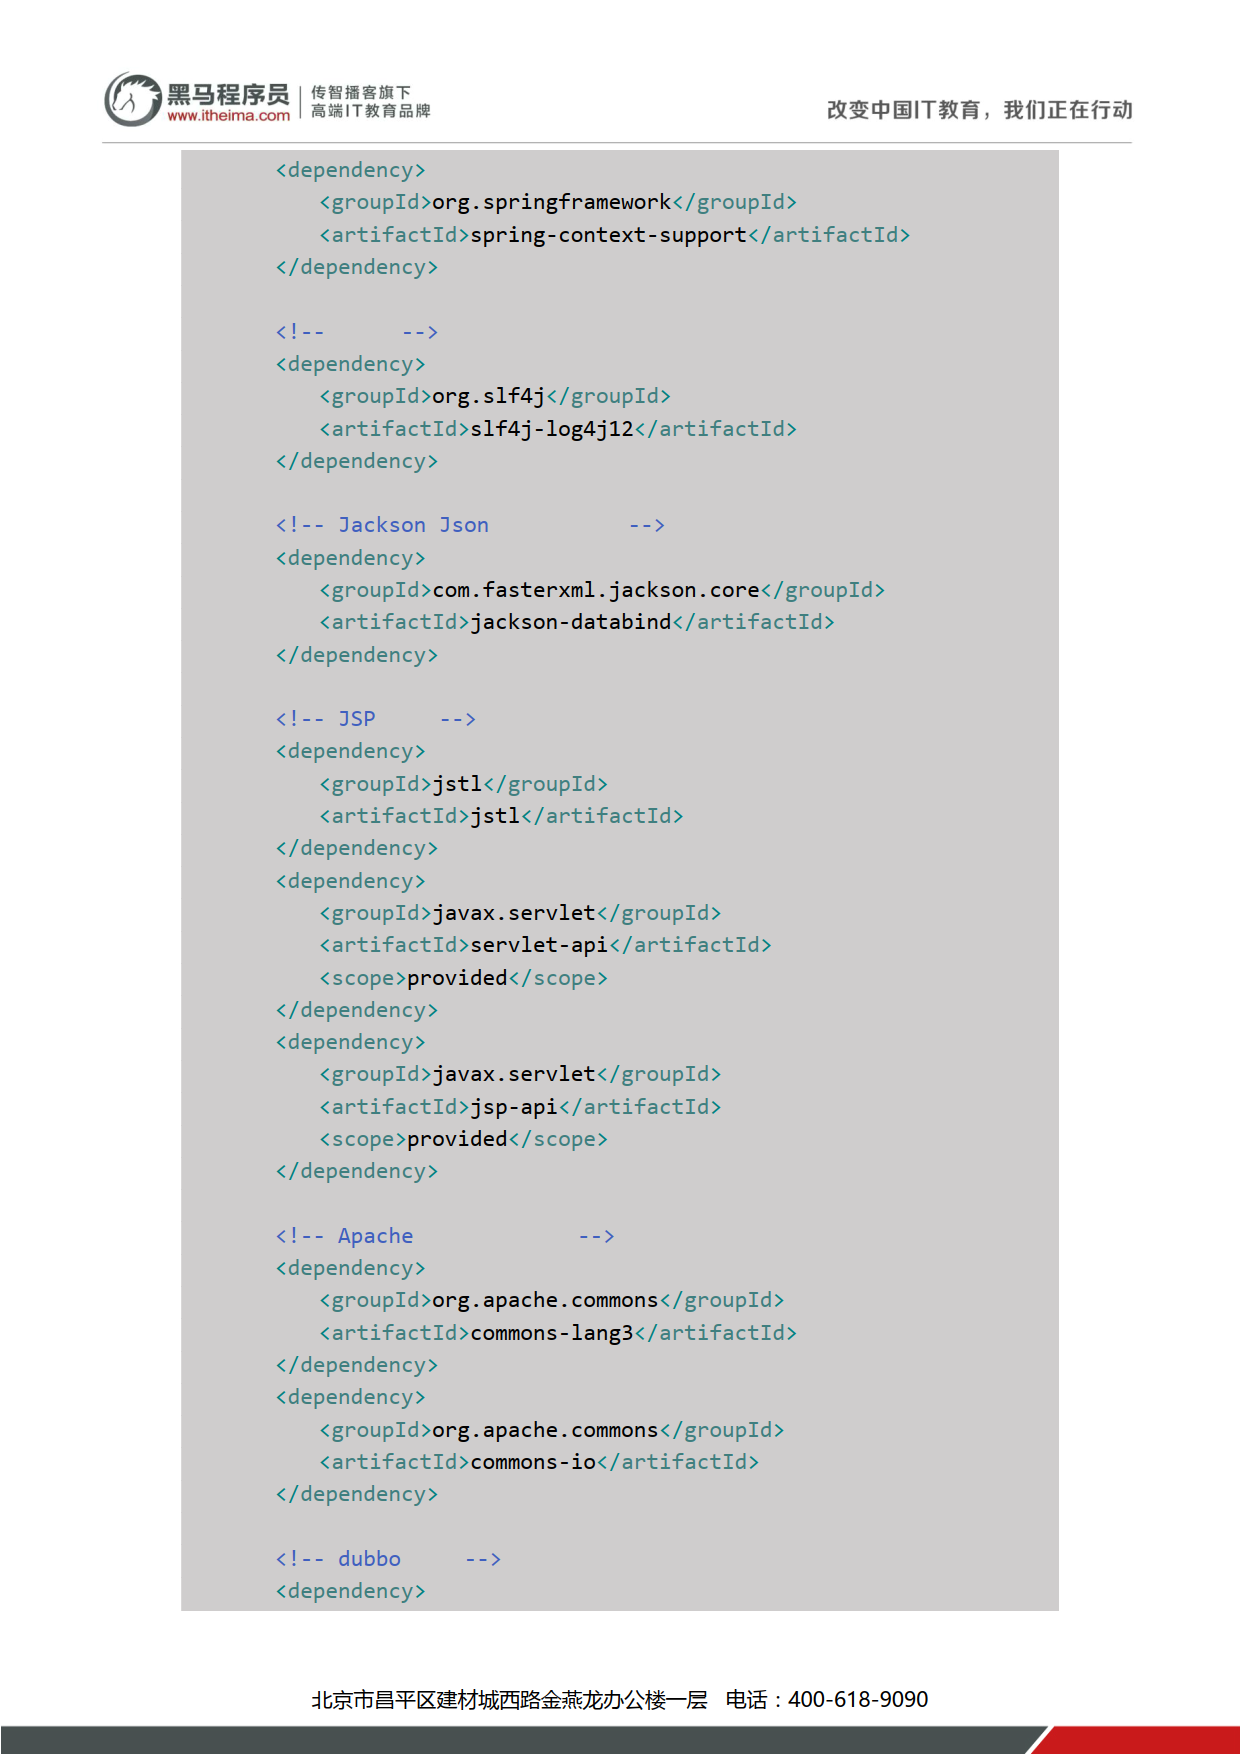 黑马程序员
www.itheima.com
传智播客旗下
高端IT教育品牌
改变中国IT教育，我们正在行动
<dependency>
<groupId>org.springframework</groupId>
<artifactId>spring-context-support</artifactId>
</dependency>
<!-- -->
<dependency>
<groupId>org.slf4j</groupId>
<artifactId>slf4j-log4j12</artifactId>
</dependency>
<!-- Jackson Json -->
<dependency>
<groupId>com.fasterxml.jackson.core</groupId>
<artifactId>jackson-databind</artifactId>
</dependency>
<!-- JSP -->
<dependency>
<groupId>jstl</groupId>
<artifactId>jstl</artifactId>
</dependency>
<dependency>
<groupId>javax.servlet</groupId>
<artifactId>servlet-api</artifactId>
<scope>provided</scope>
</dependency>
<dependency>
<groupId>javax.servlet</groupId>
<artifactId>jsp-api</artifactId>
<scope>provided</scope>
</dependency>
<!-- Apache -->
<dependency>
<groupId>org.apache.commons</groupId>
<artifactId>commons-lang3</artifactId>
</dependency>
<dependency>
<groupId>org.apache.commons</groupId>
<artifactId>commons-io</artifactId>
</dependency>
<!-- dubbo -->
<dependency>
北京市昌平区建材城西路金燕龙办公楼一层 电话：400-618-9090